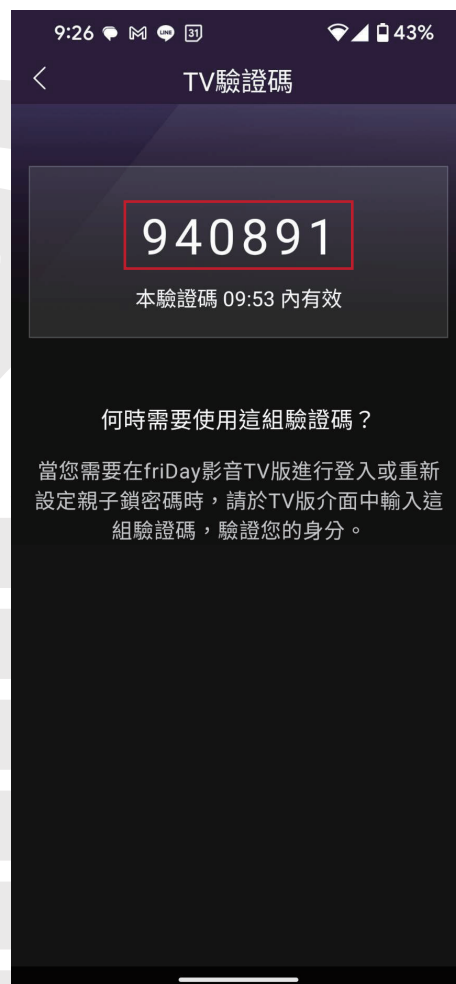 9:26 LINE 31 43%
TV驗證碼
940891
本驗證碼 09:53 內有效
何時需要使用這組驗證碼？
當您需要在friDay影音TV版進行登入或重新
設定親子鎖密碼時，請於TV版介面中輸入這
組驗證碼，驗證您的身分。